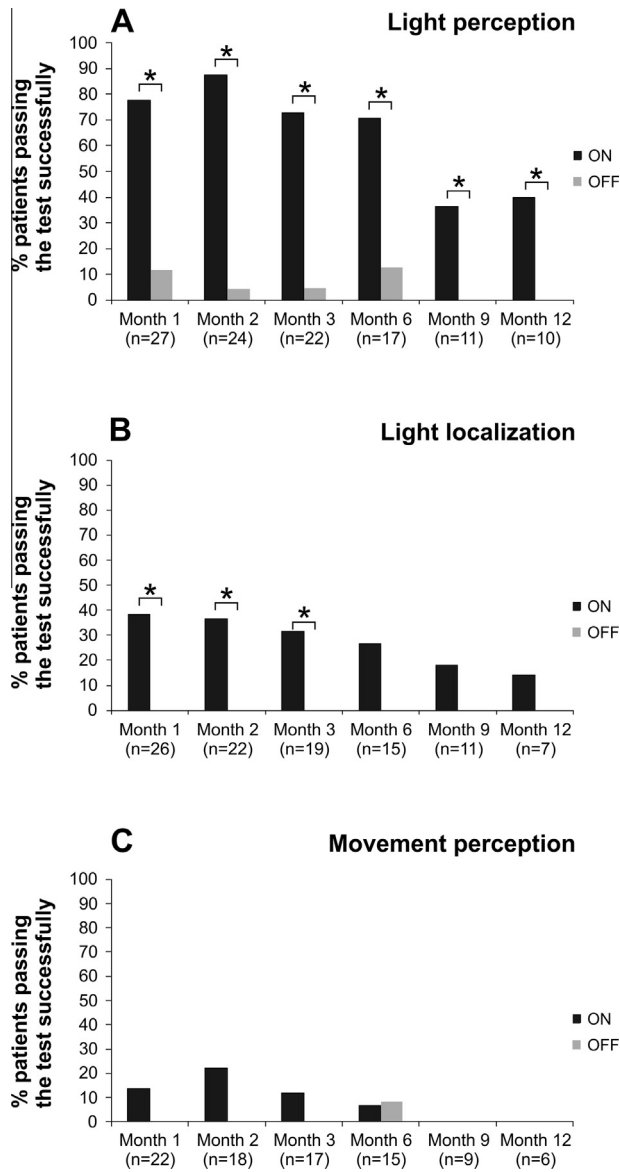 A
Light perception
% patients passing
the test successfully
100
90
80
70
60
50
40
30
20
10
0
*
*
*
*
*
*
ON
OFF
Month 1 Month 2 Month 3 Month 6 Month 9 Month 12
(n=27) (n=24) (n=22) (n=17) (n=11) (n=10)
B
Light localization
% patients passing
the test successfully
100
90
80
70
60
50
40
30
20
10
0
*
*
*
ON
OFF
Month 1 Month 2 Month 3 Month 6 Month 9 Month 12
(n=26) (n=22) (n=19) (n=15) (n=11) (n=7)
C
Movement perception
% patients passing
the test successfully
100
90
80
70
60
50
40
30
20
10
0
ON
OFF
Month 1 Month 2 Month 3 Month 6 Month 9 Month 12
(n=22) (n=18) (n=17) (n=15) (n=9) (n=6)